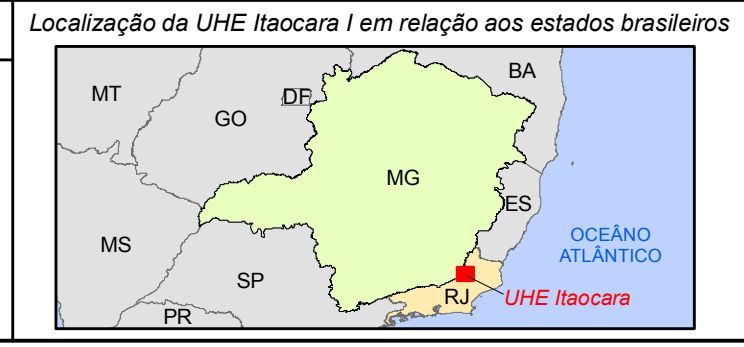 Localização da UHE Itaocara I em relação aos estados brasileiros
BA
MT
DF
GO
MG
ES
OCEÂNO
ATLÂNTICO
MS
SP
RJ
UHE Itaocara
PR